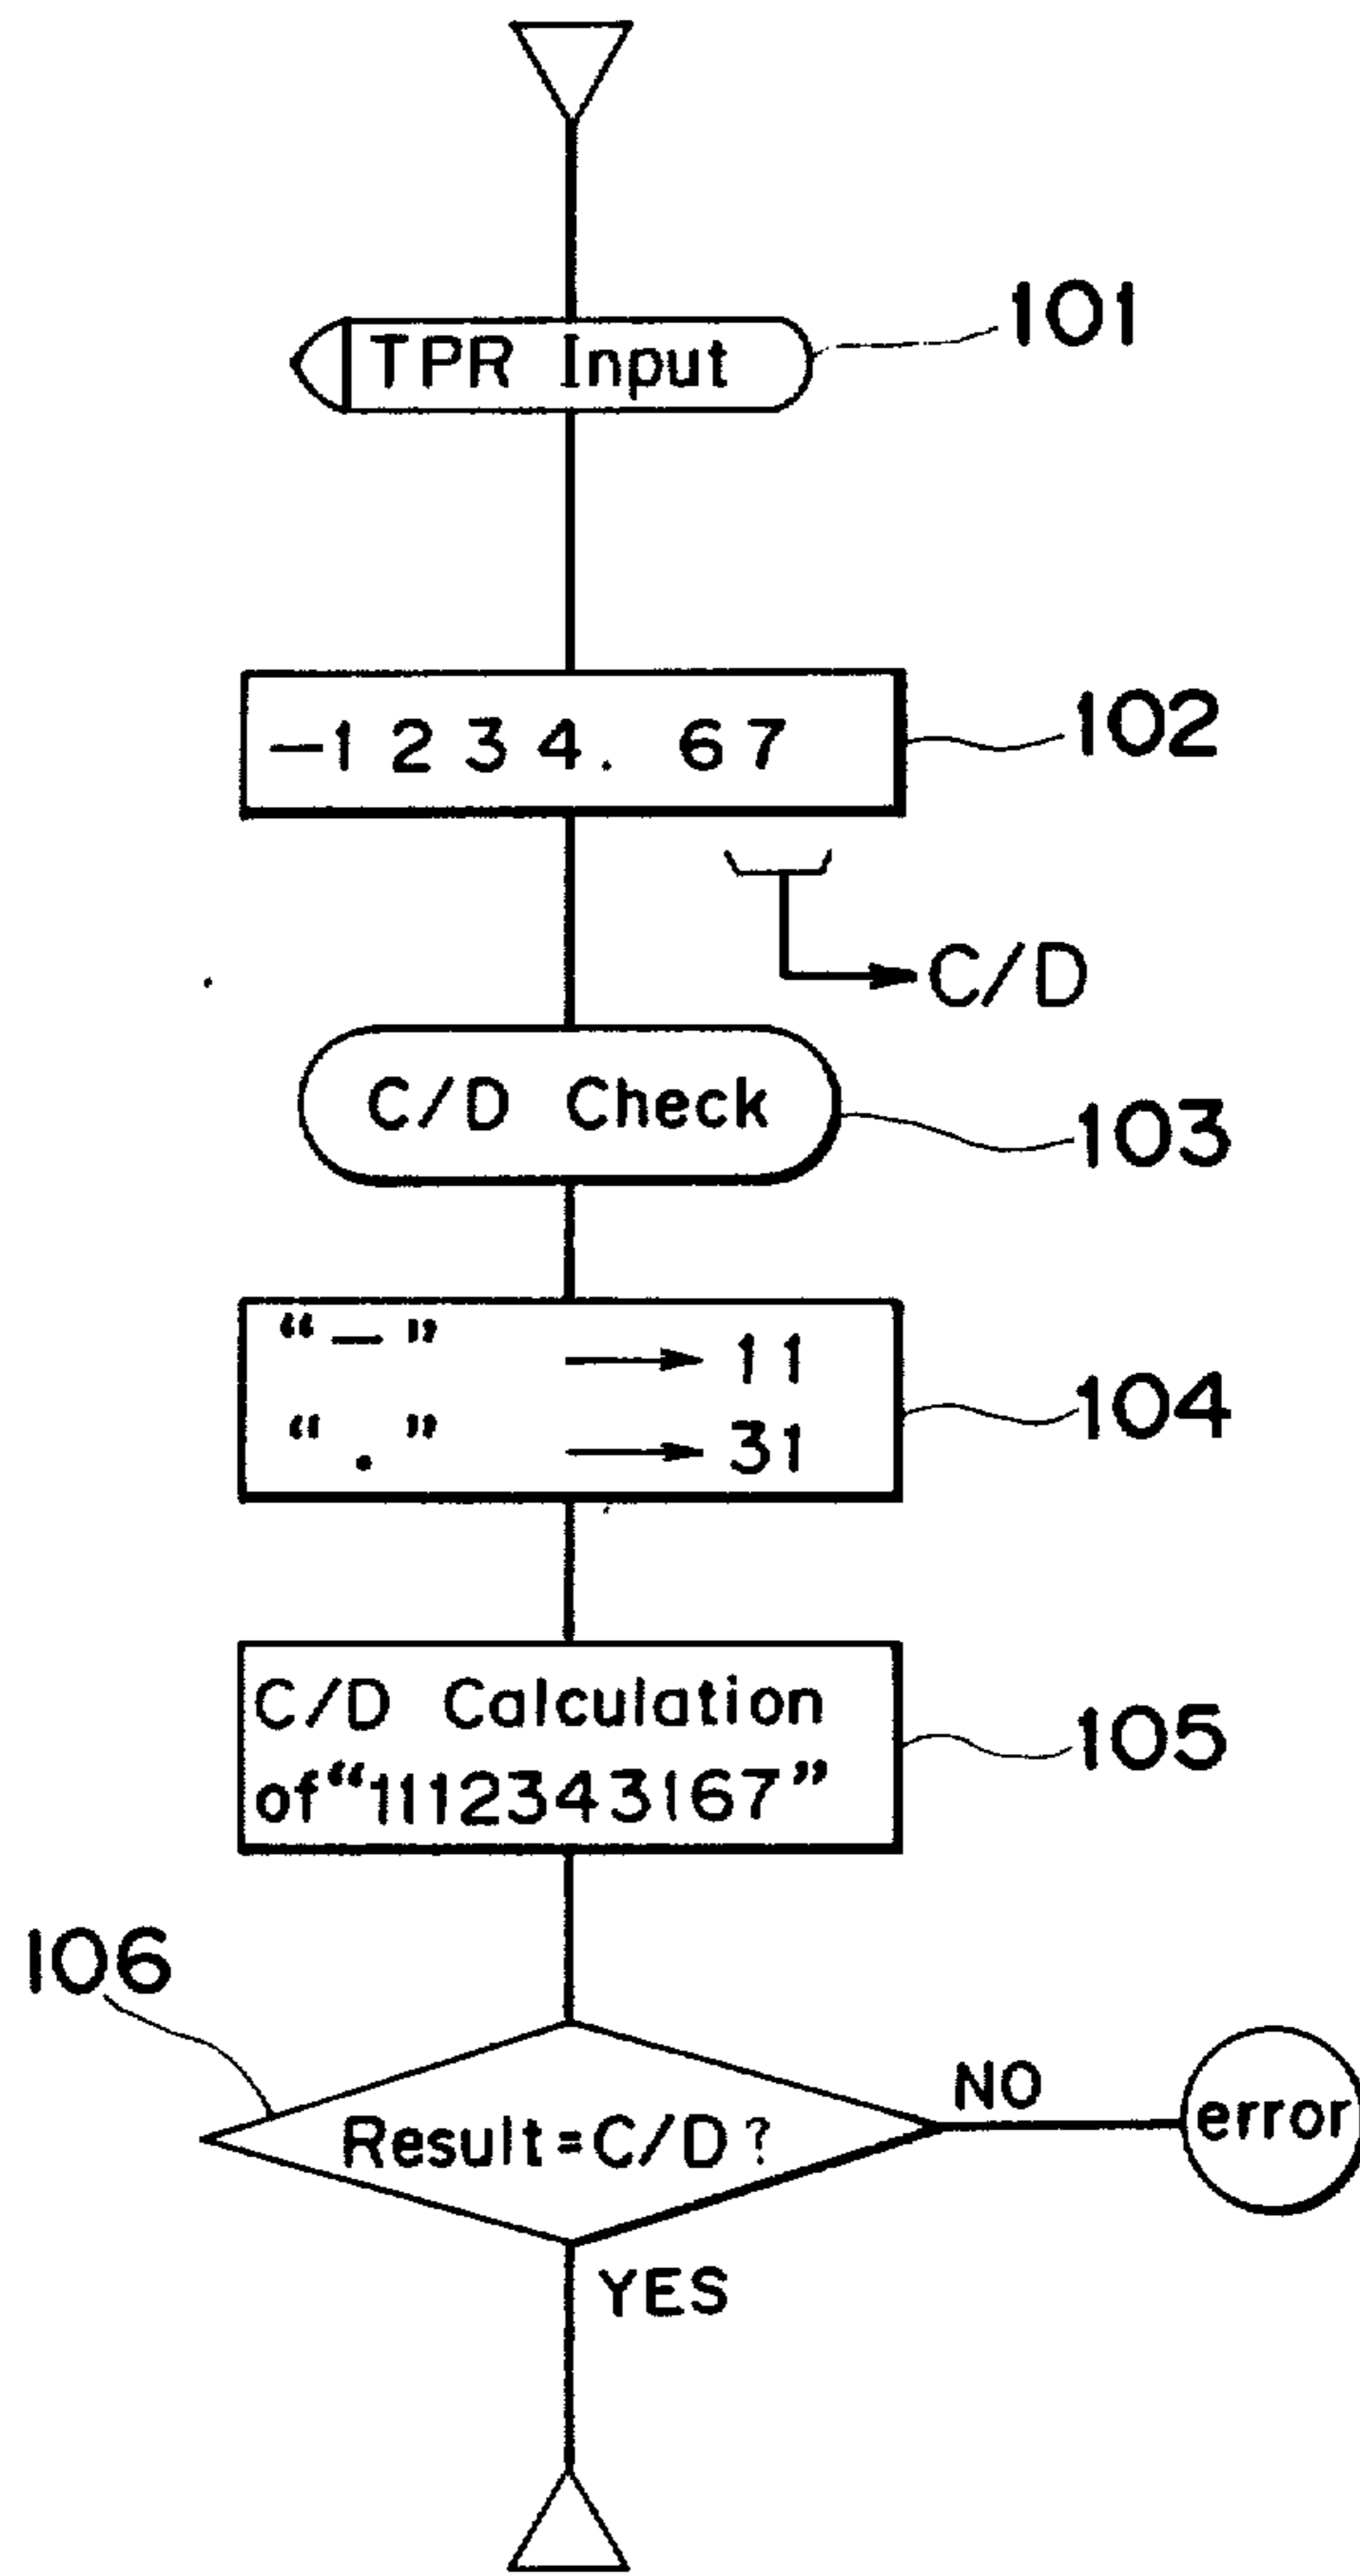 TPR Input
101
-1 2 3 4. 6 7
102
C/D
C/D Check
103
“-” → 11
“.” → 31
104
C/D Calculation
of“1112343167”
105
106
Result=C/D?
NO
error
YES